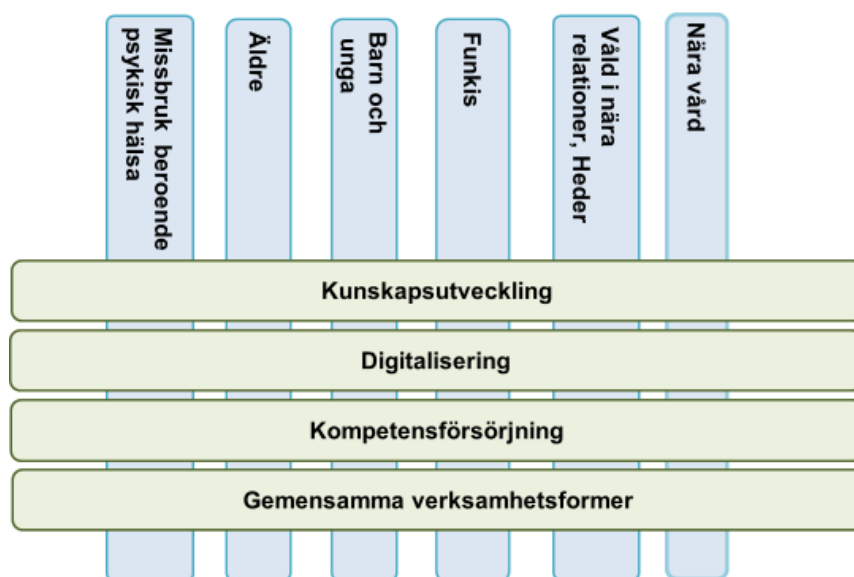 Missbruk beroende
psykisk hälsa
Äldre
Barn och
unga
Funkis
Våld i nära
relationer, Heder
Nära vård
Kunskapsutveckling
Digitalisering
Kompetensförsörjning
Gemensamma verksamhetsformer